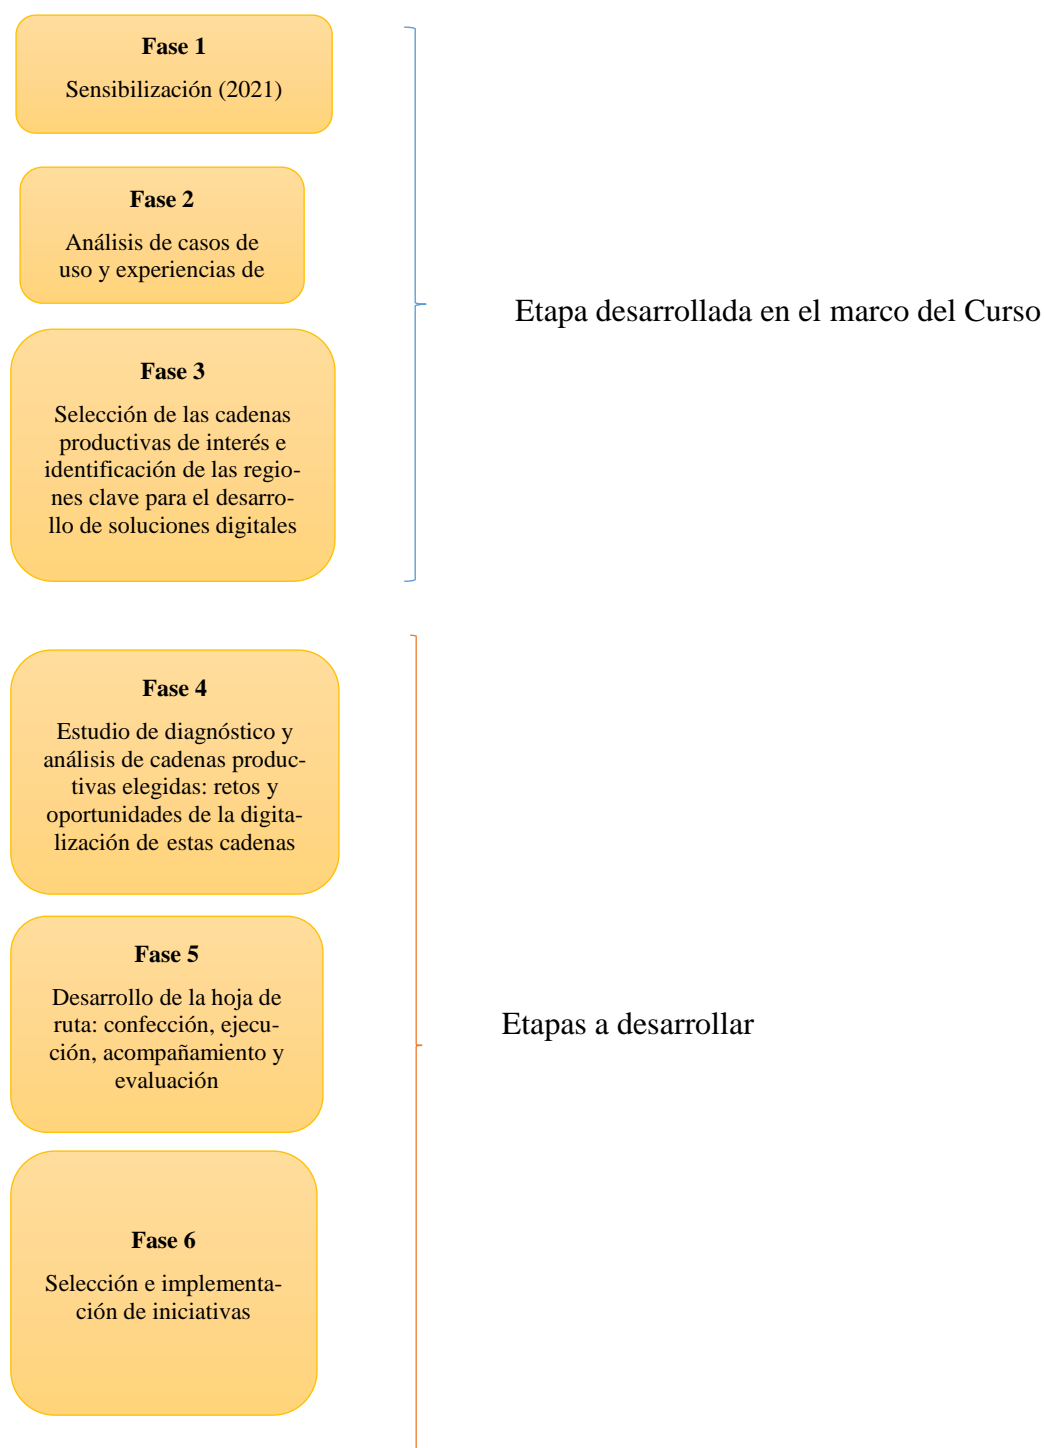 Fase 1
Sensibilización (2021)
Fase 2
Análisis de casos de
uso y experiencias de
Fase 3
Selección de las cadenas
productivas de interés e
identificación de las regio-
nes clave para el desarro-
llo de soluciones digitales
Etapa desarrollada en el marco del Curso
Fase 4
Estudio de diagnóstico y
análisis de cadenas produc-
tivas elegidas: retos y
oportunidades de la digita-
lización de estas cadenas
Fase 5
Desarrollo de la hoja de
ruta: confección, ejecu-
ción, acompañamiento y
evaluación
Fase 6
Selección e implementa-
ción de iniciativas
Etapas a desarrollar